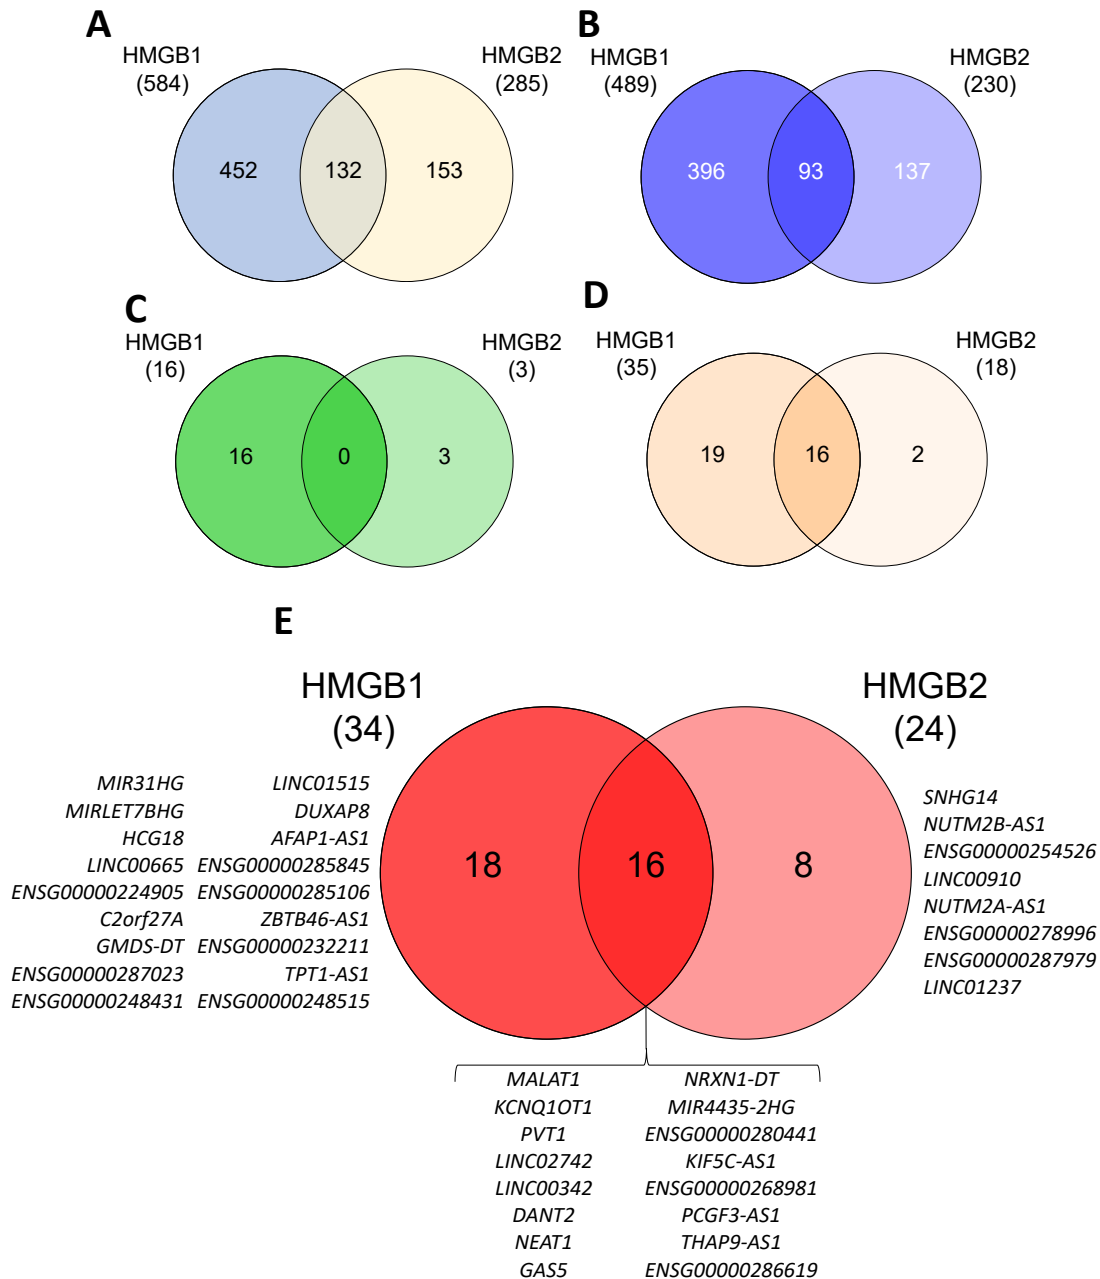 A
HMGB1
(584)
HMGB2
(285)
452
132
153
B
HMGB1
(489)
HMGB2
(230)
396
93
137
C
HMGB1
(16)
HMGB2
(3)
16
0
3
D
HMGB1
(35)
HMGB2
(18)
19
16
2
E
HMGB1
(34)
HMGB2
(24)
18
16
8
MIR31HG
MIRLET7BHG
HCG18
LINC00665
ENSG00000224905
C2orf27A
GMDS-DT
ENSG00000287023
ENSG00000248431
LINC01515
DUXAP8
AFAP1-AS1
ENSG00000285845
ENSG00000285106
ZBTB46-AS1
ENSG00000232211
TPT1-AS1
ENSG00000248515
SNHG14
NUTM2B-AS1
ENSG00000254526
LINC00910
NUTM2A-AS1
ENSG00000278996
ENSG00000287979
LINC01237
MALAT1
KCNQ1OT1
PVT1
LINC02742
LINC00342
DANT2
NEAT1
GAS5
NRXN1-DT
MIR4435-2HG
ENSG00000280441
KIF5C-AS1
ENSG00000268981
PCGF3-AS1
THAP9-AS1
ENSG00000286619